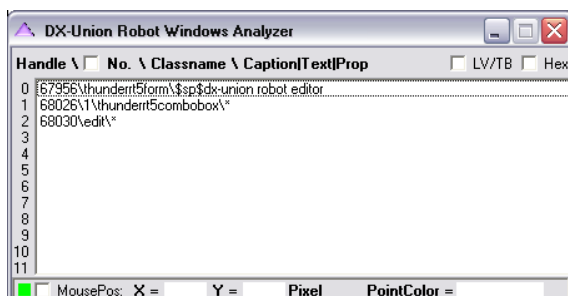 DX-Union Robot Windows Analyzer
Handle \ No. \ Classname \ Caption|Text|Prop LV/TB Hex
0 67956\thunderrt5form\$sp$dx-union robot editor
1 68026\1\thunderrt5combobox\*
2 68030\edit\*
3
4
5
6
7
8
9
10
11
MousePos: X = Y = Pixel PointColor =